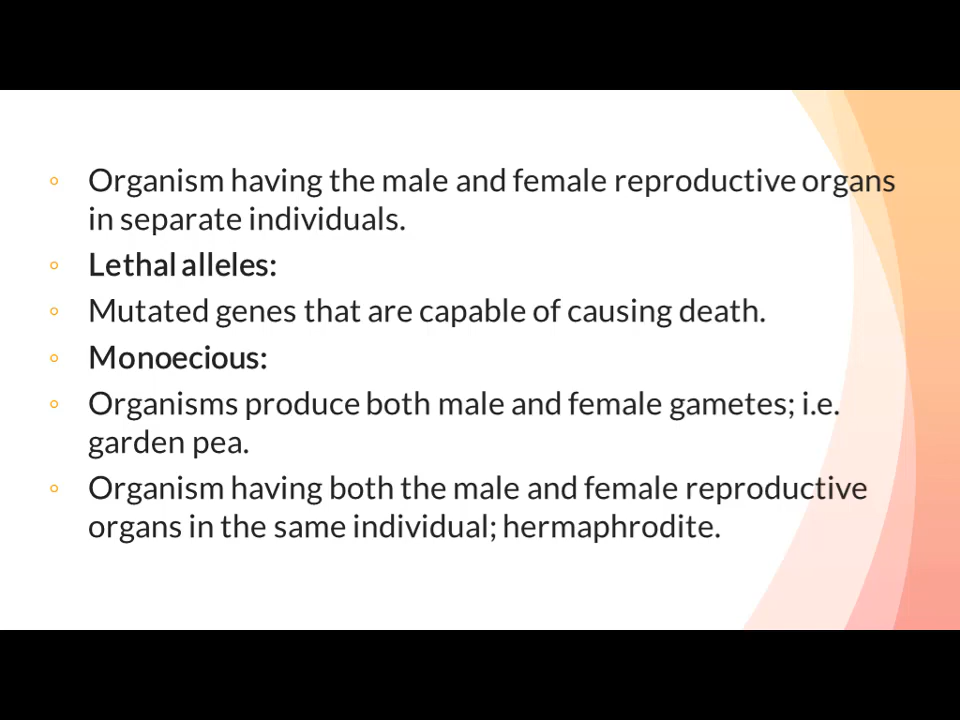 Organism having the male and female reproductive organs
in separate individuals.
Lethal alleles:
Mutated genes that are capable of causing death.
Monoecious:
Organisms produce both male and female gametes; i.e.
garden pea.
Organism having both the male and female reproductive
organs in the same individual; hermaphrodite.